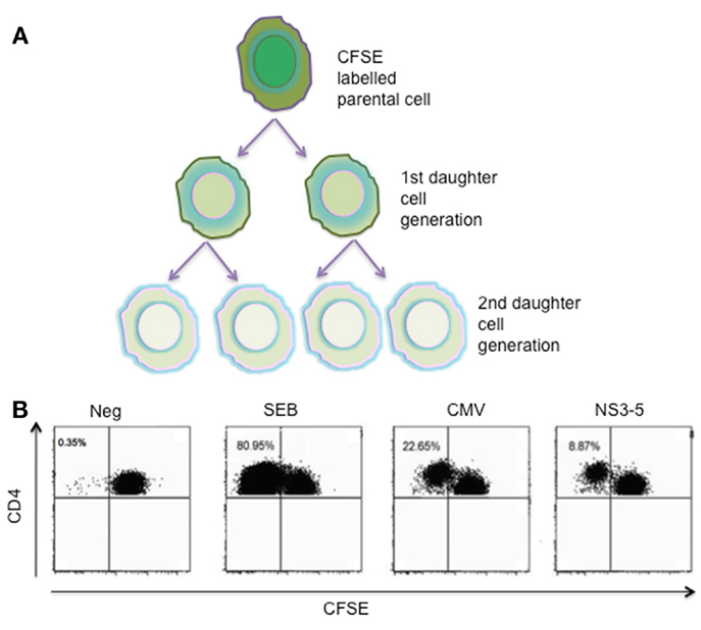 A
CFSE
labelled
parental cell
1st daughter
cell
generation
2nd daughter
cell
generation
B
Neg
SEB
CMV
NS3-5
0.35%
80.95%
22.65%
8.87%
CD4
CFSE